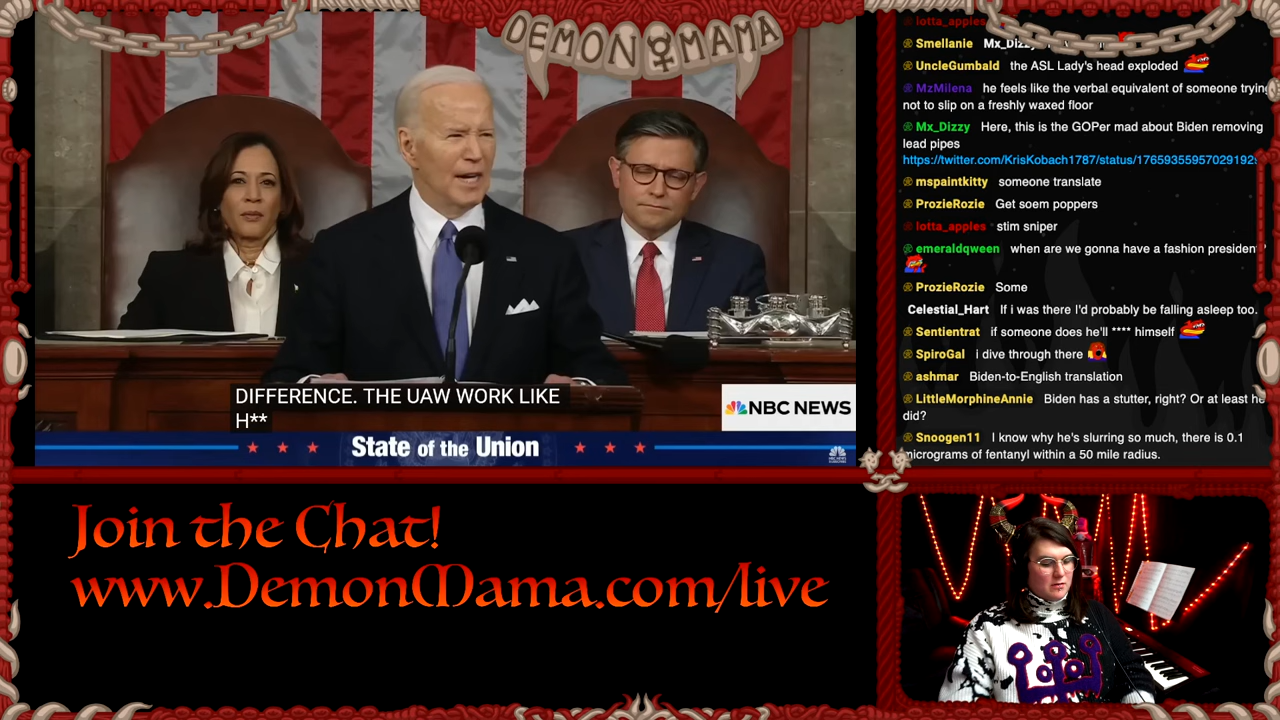 DEMON MAMA
DIFFERENCE. THE UAW WORK LIKE
H**
NBC NEWS
State of the Union
Join the Chat!
www.DemonMama.com/live
lotta_apples
Smellanie Mx_Dizzy
UncleGumbald the ASL Lady's head exploded
MzMilena he feels like the verbal equivalent of someone trying
not to slip on a freshly waxed floor
Mx_Dizzy Here, this is the GOPer mad about Biden removing
lead pipes
https://twitter.com/KrisKobach1787/status/17659355957029192
mspaintkitty someone translate
ProzieRozie Get soem poppers
lotta_apples stim sniper
emeraldqween when are we gonna have a fashion president
ProzieRozie Some
Celestial_Hart If i was there I'd probably be falling asleep too.
Sentientrat if someone does he'll **** himself
SpiroGal i dive through there
ashmar Biden-to-English translation
LittleMorphineAnnie Biden has a stutter, right? Or at least he
did?
Snoogen11 I know why he's slurring so much, there is 0.1
micrograms of fentanyl within a 50 mile radius.